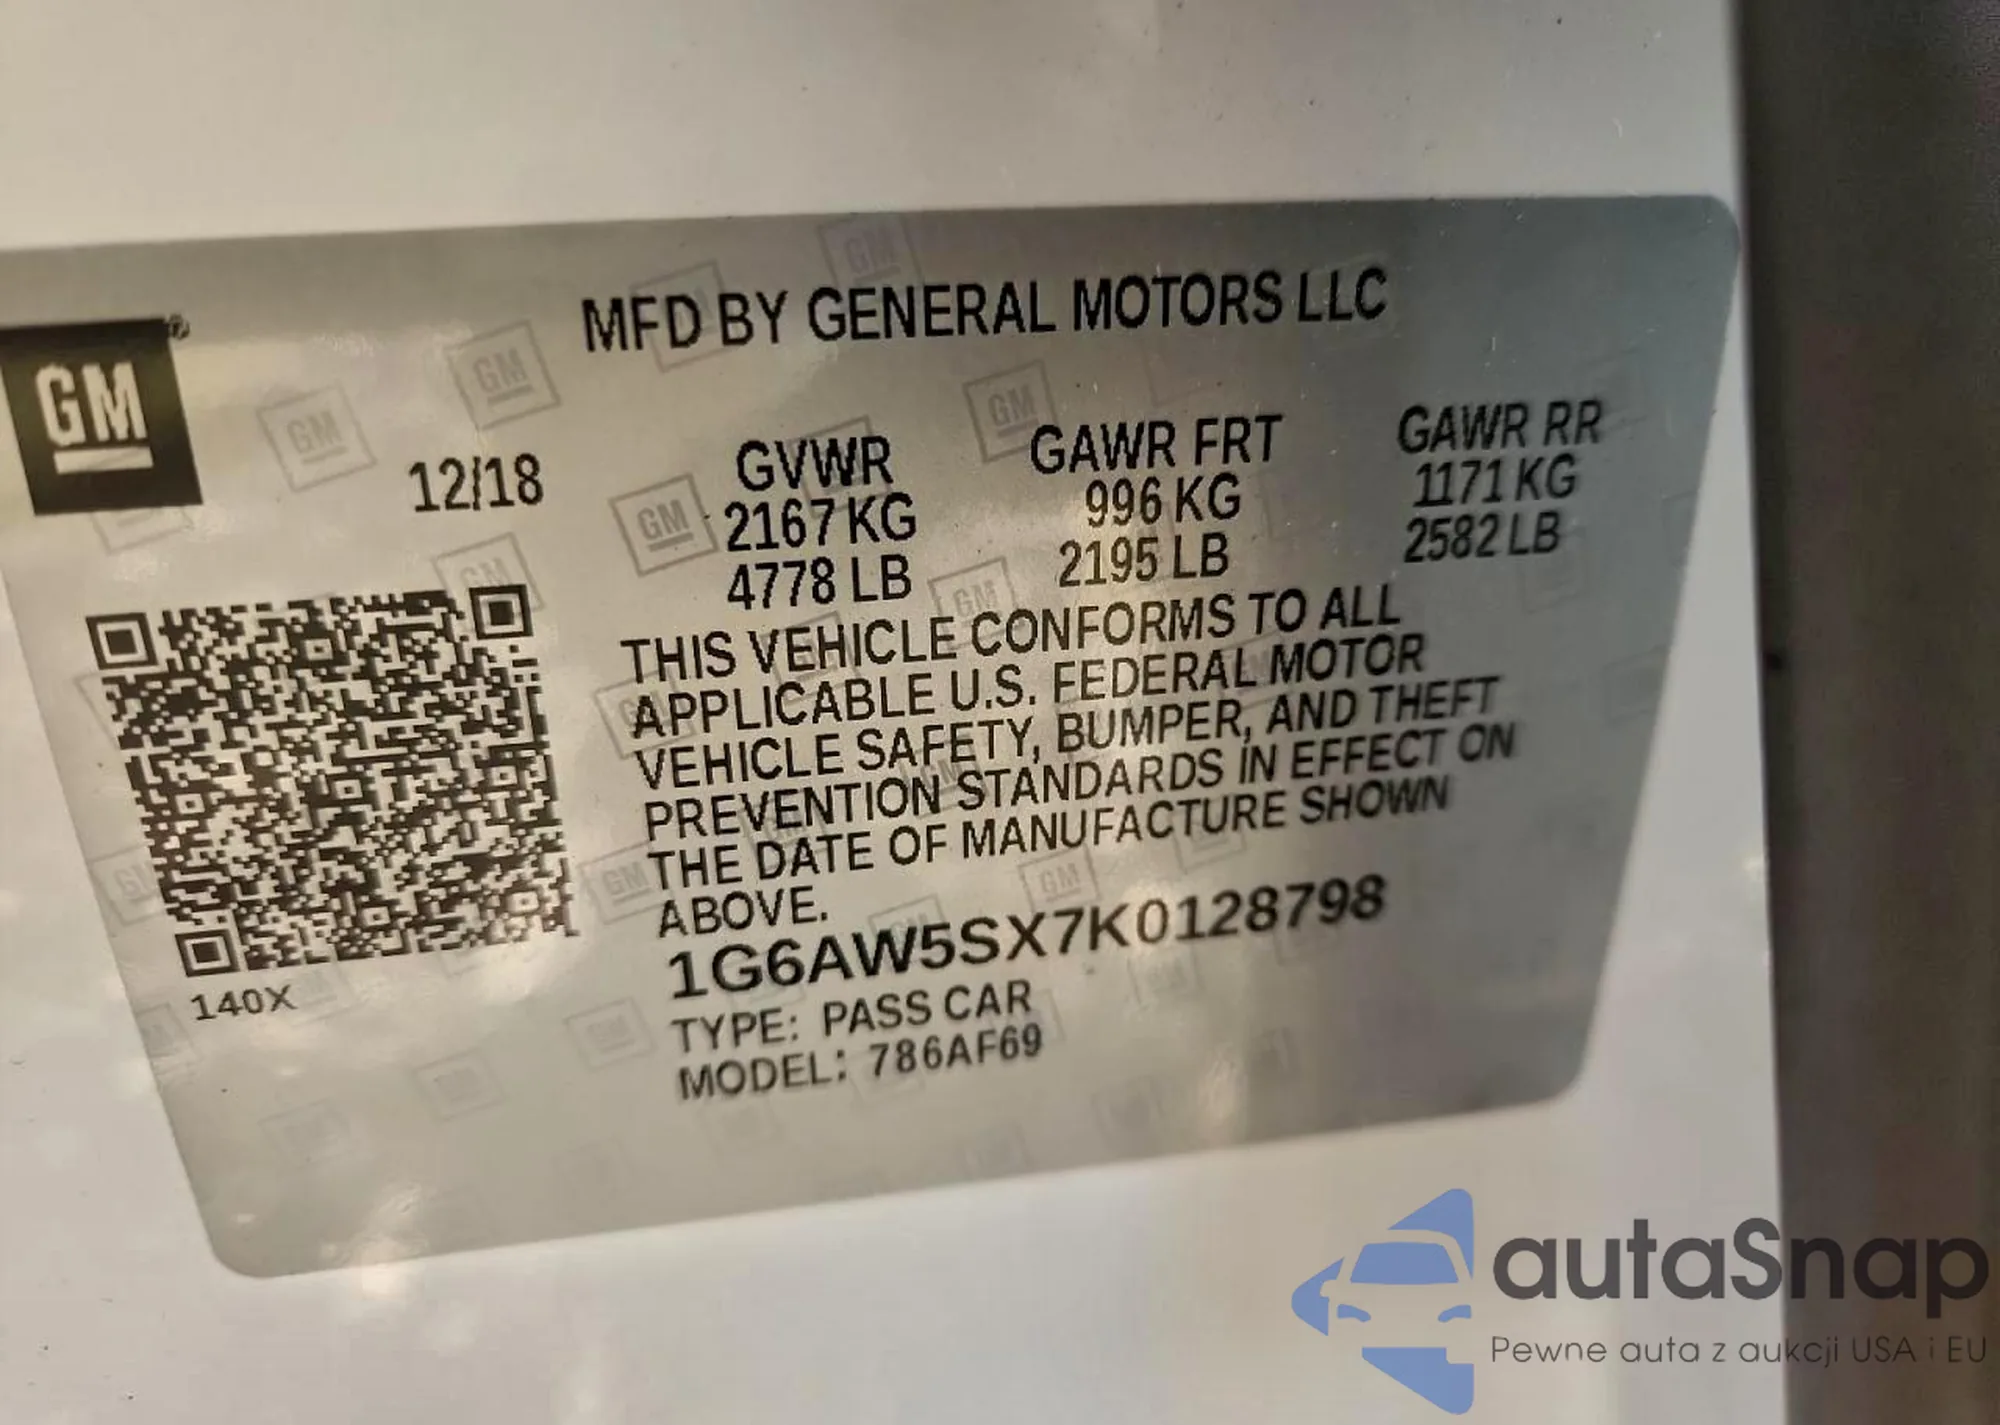 MFD BY GENERAL MOTORS LLC
GM®
12/18
GVWR GAWR FRT GAWR RR
2167 KG 996 KG 1171 KG
4778 LB 2195 LB 2582 LB
THIS VEHICLE CONFORMS TO ALL
APPLICABLE U.S. FEDERAL MOTOR
VEHICLE SAFETY, BUMPER, AND THEFT
PREVENTION STANDARDS IN EFFECT ON
THE DATE OF MANUFACTURE SHOWN
ABOVE.
1G6AW5SX7K0128798
140X
TYPE: PASS CAR
MODEL: 786AF69
autaSnap
Pewne auta z aukcji USA i EU